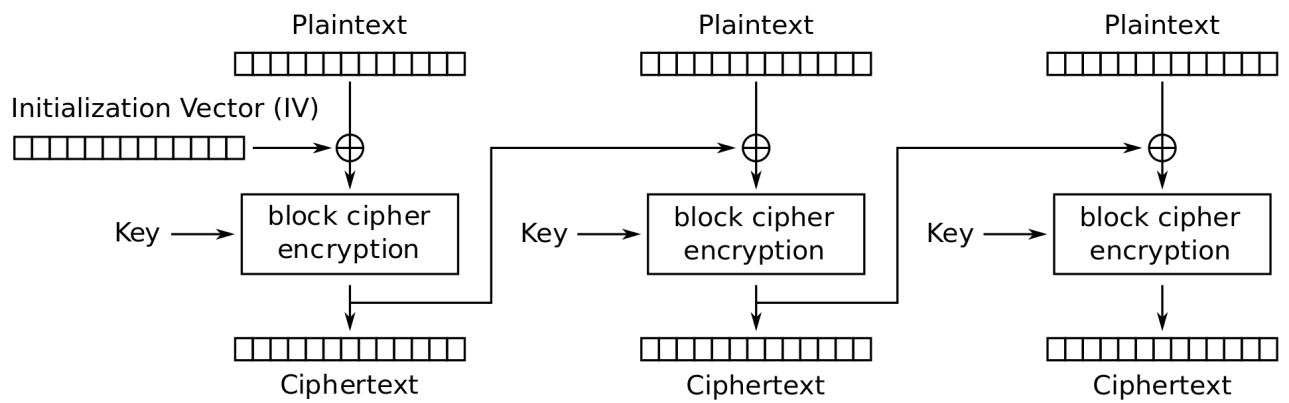 Plaintext
Plaintext
Plaintext
Initialization Vector (IV)
Key
block cipher
encryption
Key
block cipher
encryption
Key
block cipher
encryption
Ciphertext
Ciphertext
Ciphertext